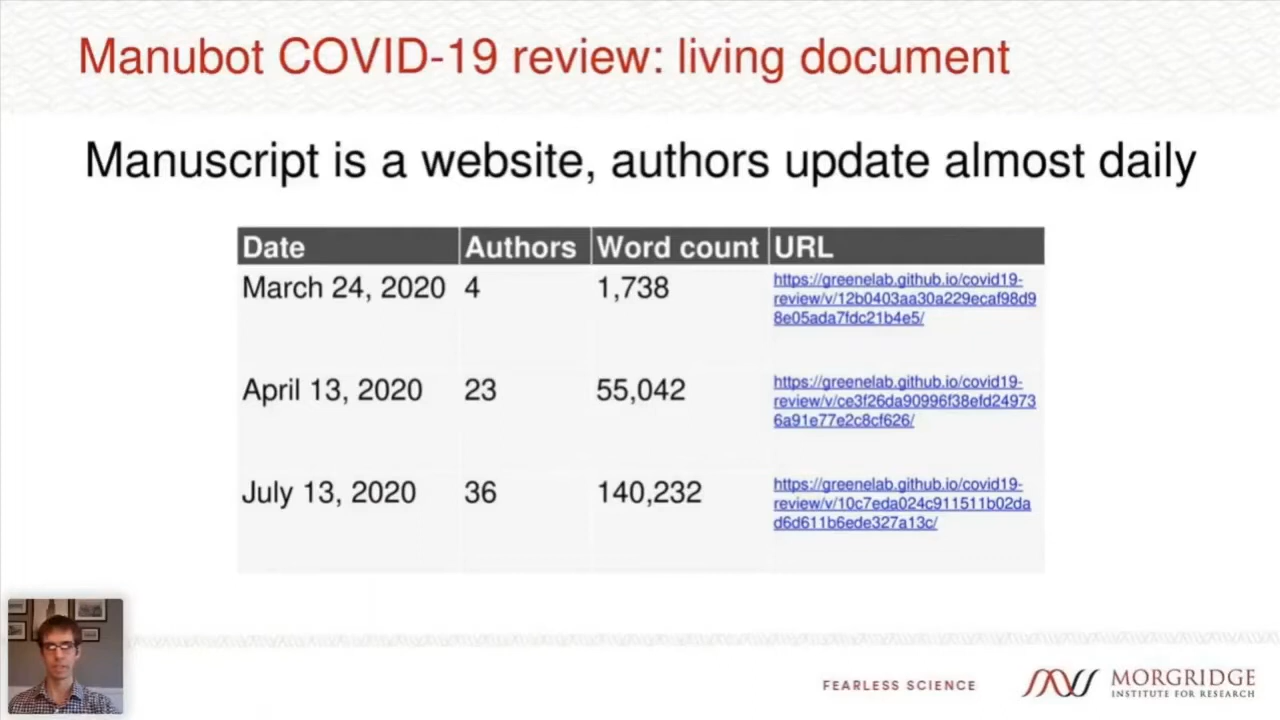 Manubot COVID-19 review: living document
Manuscript is a website, authors update almost daily
Date Authors Word count URL
March 24, 2020 4 1,738 https://greenelab.github.io/covid19-
review/v/12b0403aa30a229ecaf98d9
8e05ada7fdc21b4e5/
April 13, 2020 23 55,042 https://greenelab.github.io/covid19-
review/v/ce3f26da90996f38efd24973
6a91e77e2c8cf626/
July 13, 2020 36 140,232 https://greenelab.github.io/covid19-
review/v/10c7eda024c911511b02da
d6d611b6ede327a13c/
FEARLESS SCIENCE
MORGRIDGE
INSTITUTE FOR RESEARCH